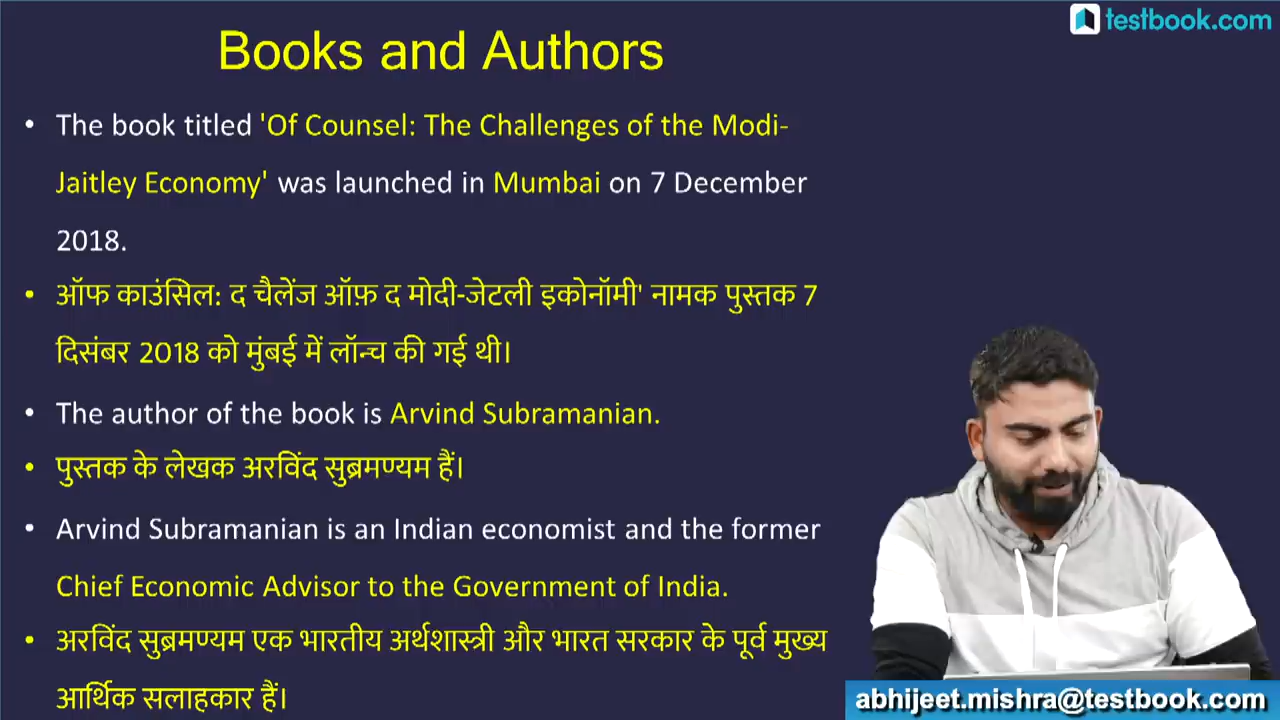 testbook.com
Books and Authors
• The book titled 'Of Counsel: The Challenges of the Modi-
Jaitley Economy' was launched in Mumbai on 7 December
2018.
• ऑफ काउंसिल: द चैलेंज ऑफ़ द मोदी-जेटली इकोनॉमी' नामक पुस्तक 7
दिसंबर 2018 को मुंबई में लॉन्च की गई थी।
• The author of the book is Arvind Subramanian.
• पुस्तक के लेखक अरविंद सुब्रमण्यम हैं।
• Arvind Subramanian is an Indian economist and the former
Chief Economic Advisor to the Government of India.
• अरविंद सुब्रमण्यम एक भारतीय अर्थशास्त्री और भारत सरकार के पूर्व मुख्य
आर्थिक सलाहकार हैं।
abhijeet.mishra@testbook.com